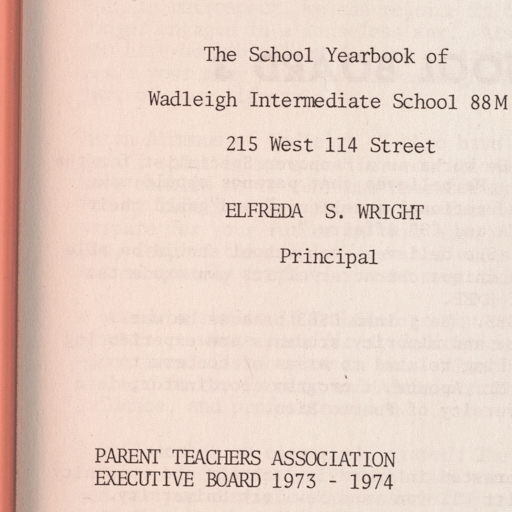 The School Yearbook of
Wadleigh Intermediate School 88M
215 West 114 Street
ELFREDA S. WRIGHT
Principal
PARENT TEACHERS ASSOCIATION
EXECUTIVE BOARD 1973 - 1974